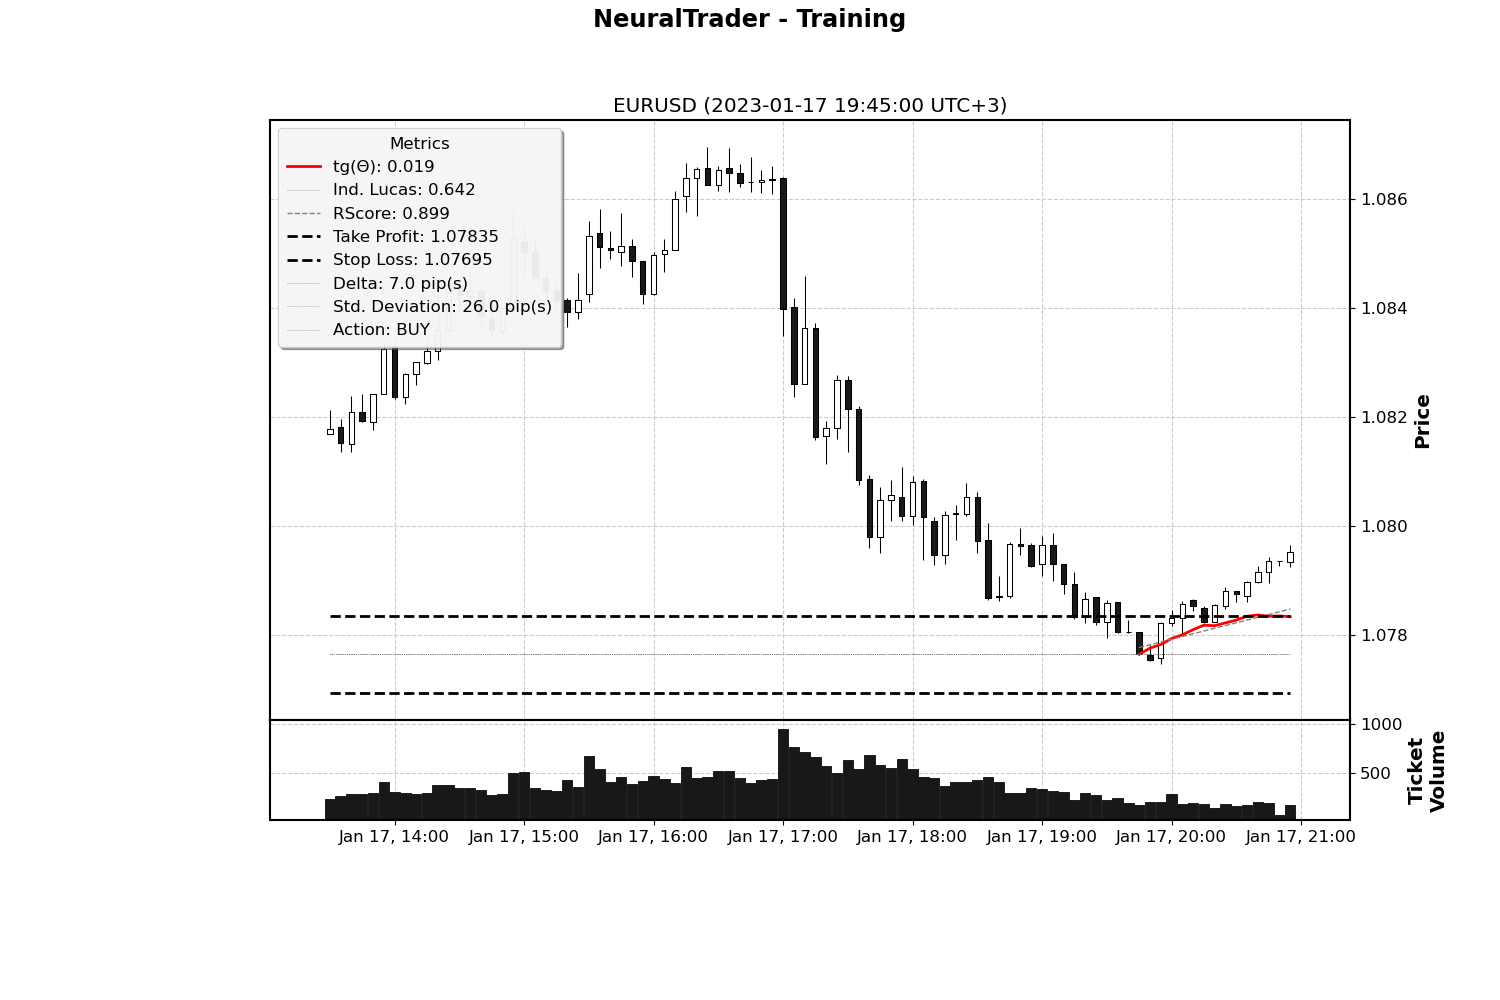 NeuralTrader - Training
EURUSD (2023-01-17 19:45:00 UTC+3)
Metrics
tg(Θ): 0.019
Ind. Lucas: 0.642
RScore: 0.899
Take Profit: 1.07835
Stop Loss: 1.07695
Delta: 7.0 pip(s)
Std. Deviation: 26.0 pip(s)
Action: BUY
1.086
1.084
1.082
1.080
1.078
Price
1000
500
Ticket
Volume
Jan 17, 14:00
Jan 17, 15:00
Jan 17, 16:00
Jan 17, 17:00
Jan 17, 18:00
Jan 17, 19:00
Jan 17, 20:00
Jan 17, 21:00